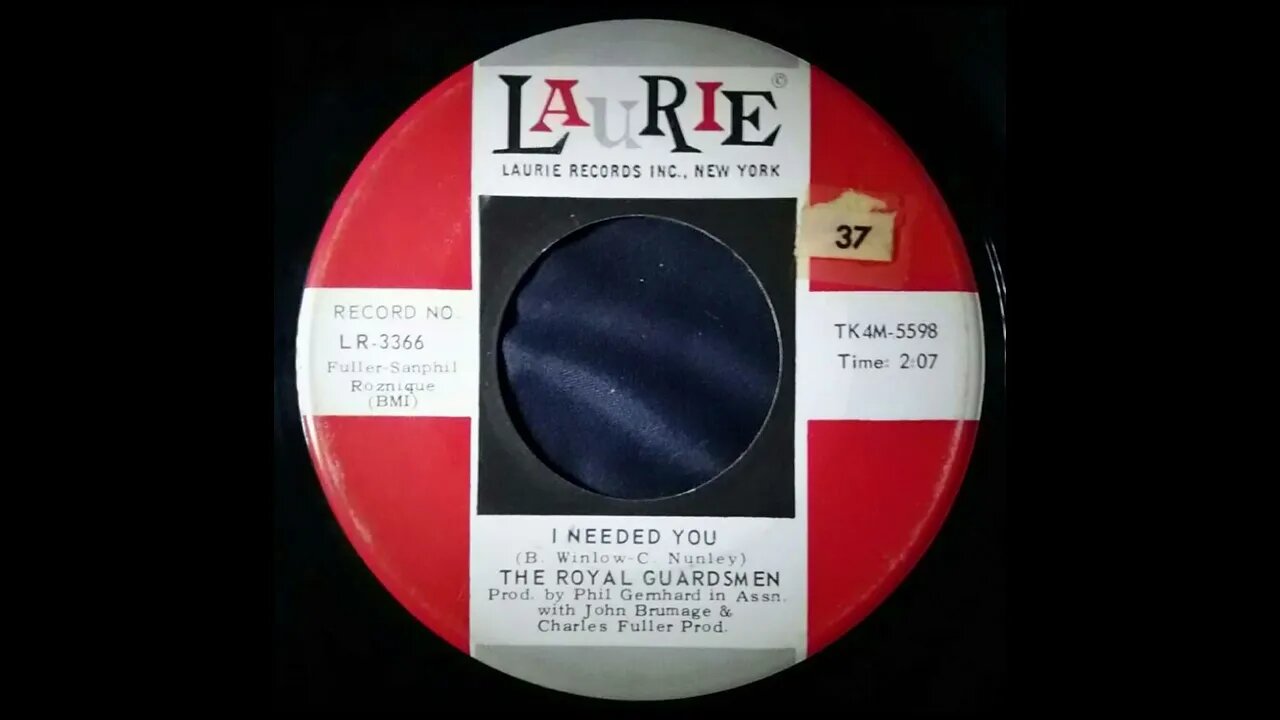 LAURIE ©
LAURIE RECORDS INC., NEW YORK
37
RECORD NO.
LR-3366
Fuller-Sanphil
Roznique
(BMI)
TK4M-5598
Time: 2:07
I NEEDED YOU
(B. Winlow-C. Nunley)
THE ROYAL GUARDSMEN
Prod. by Phil Gernhard in Assn.
with John Brumage &
Charles Fuller Prod.